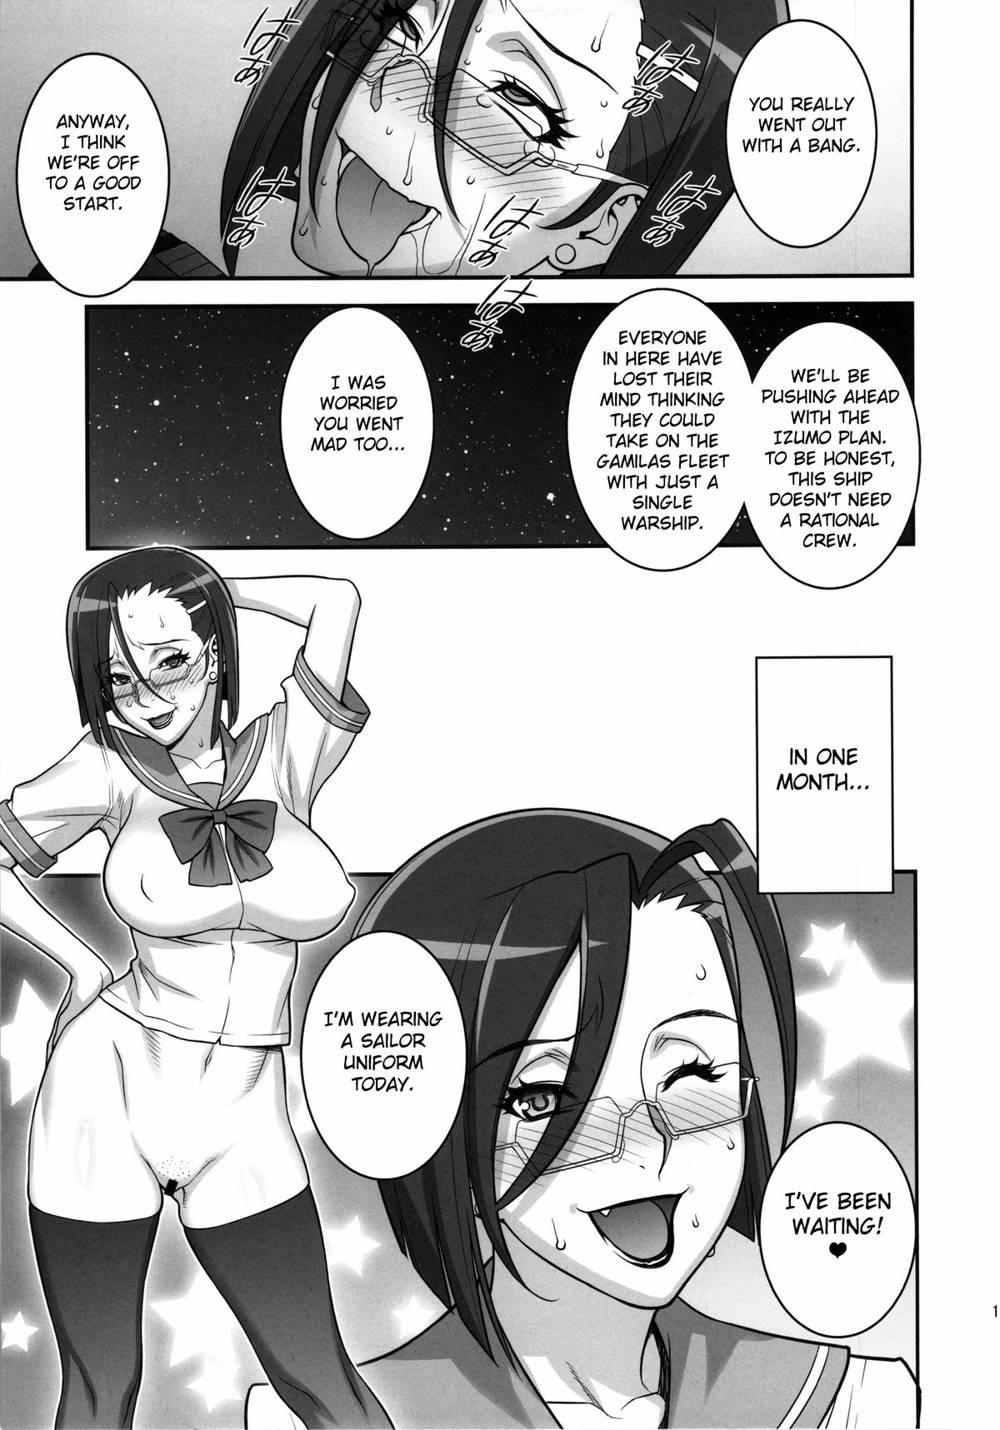 YOU REALLY
WENT OUT
WITH A BANG.
ANYWAY,
I THINK
WE'RE OFF
TO A GOOD
START.
はぁ
はぁ
はぁ
はぁ
はぁ
はぁ
WE'LL BE
PUSHING AHEAD
WITH THE
IZUMO PLAN.
TO BE HONEST,
THIS SHIP
DOESN'T NEED
A RATIONAL
CREW.
EVERYONE
IN HERE HAVE
LOST THEIR
MIND THINKING
THEY COULD
TAKE ON THE
GAMILAS FLEET
WITH JUST A
SINGLE
WARSHIP.
I WAS
WORRIED
YOU WENT
MAD TOO...
IN ONE
MONTH...
I'M WEARING
A SAILOR
UNIFORM
TODAY.
I'VE BEEN
WAITING!
♥
1